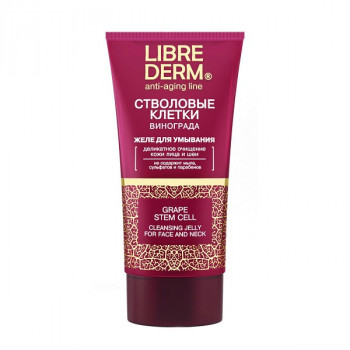 LIBRE
DERM®
anti-aging line
СТВОЛОВЫЕ
КЛЕТКИ
ВИНОГРАДА
ЖЕЛЕ ДЛЯ УМЫВАНИЯ
деликатное очищение
кожи лица и шеи
не содержит мыла,
сульфатов и парабенов
GRAPE
STEM CELL
CLEANSING JELLY
FOR FACE AND NECK